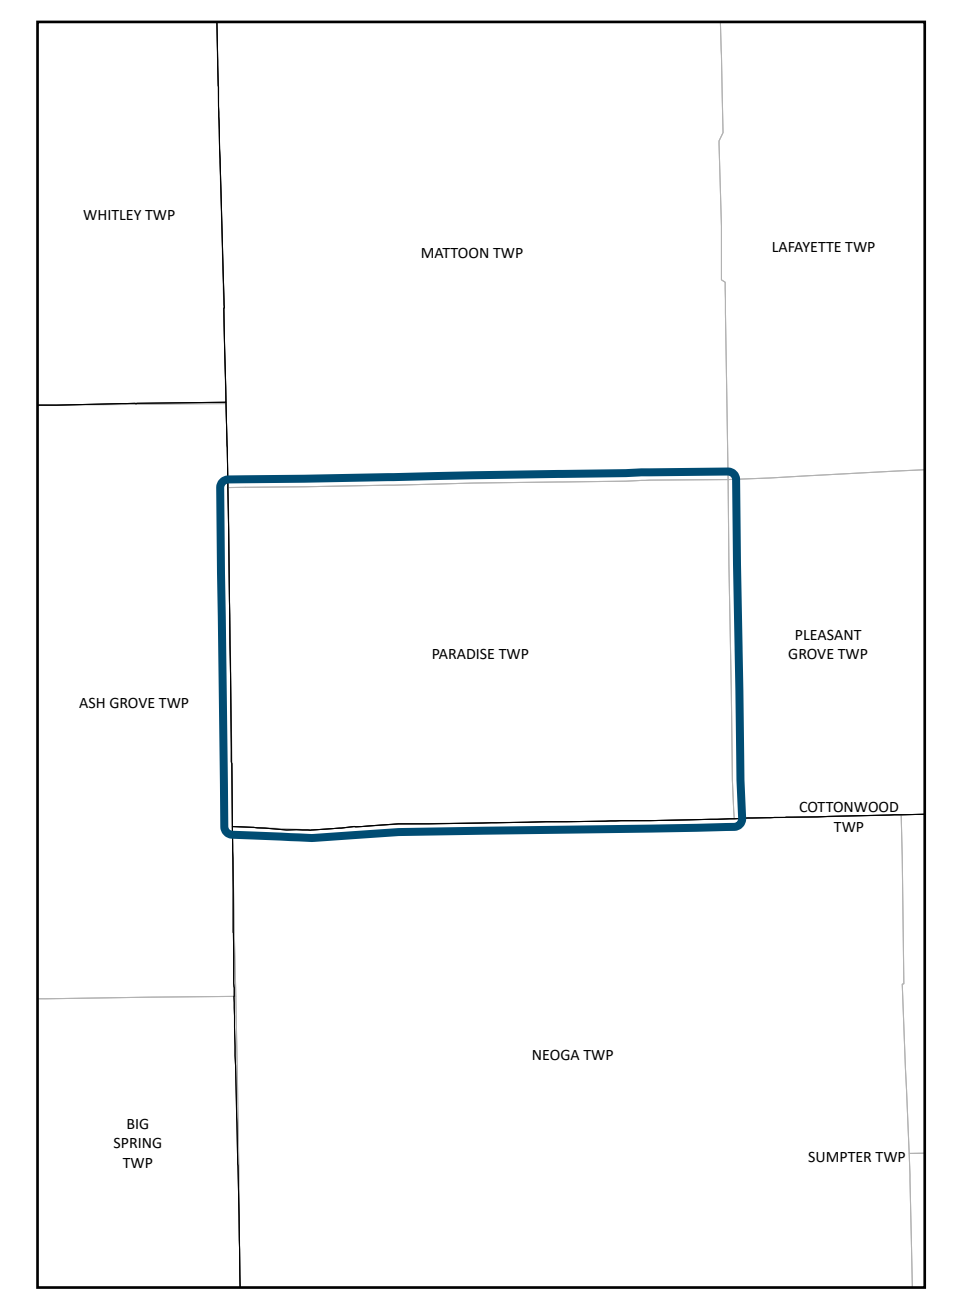 WHITLEY TWP
MATTOON TWP
LAFAYETTE TWP
PLEASANT
GROVE TWP
PARADISE TWP
ASH GROVE TWP
COTTONWOOD
TWP
NEOGA TWP
BIG
SPRING
TWP
SUMPTER TWP